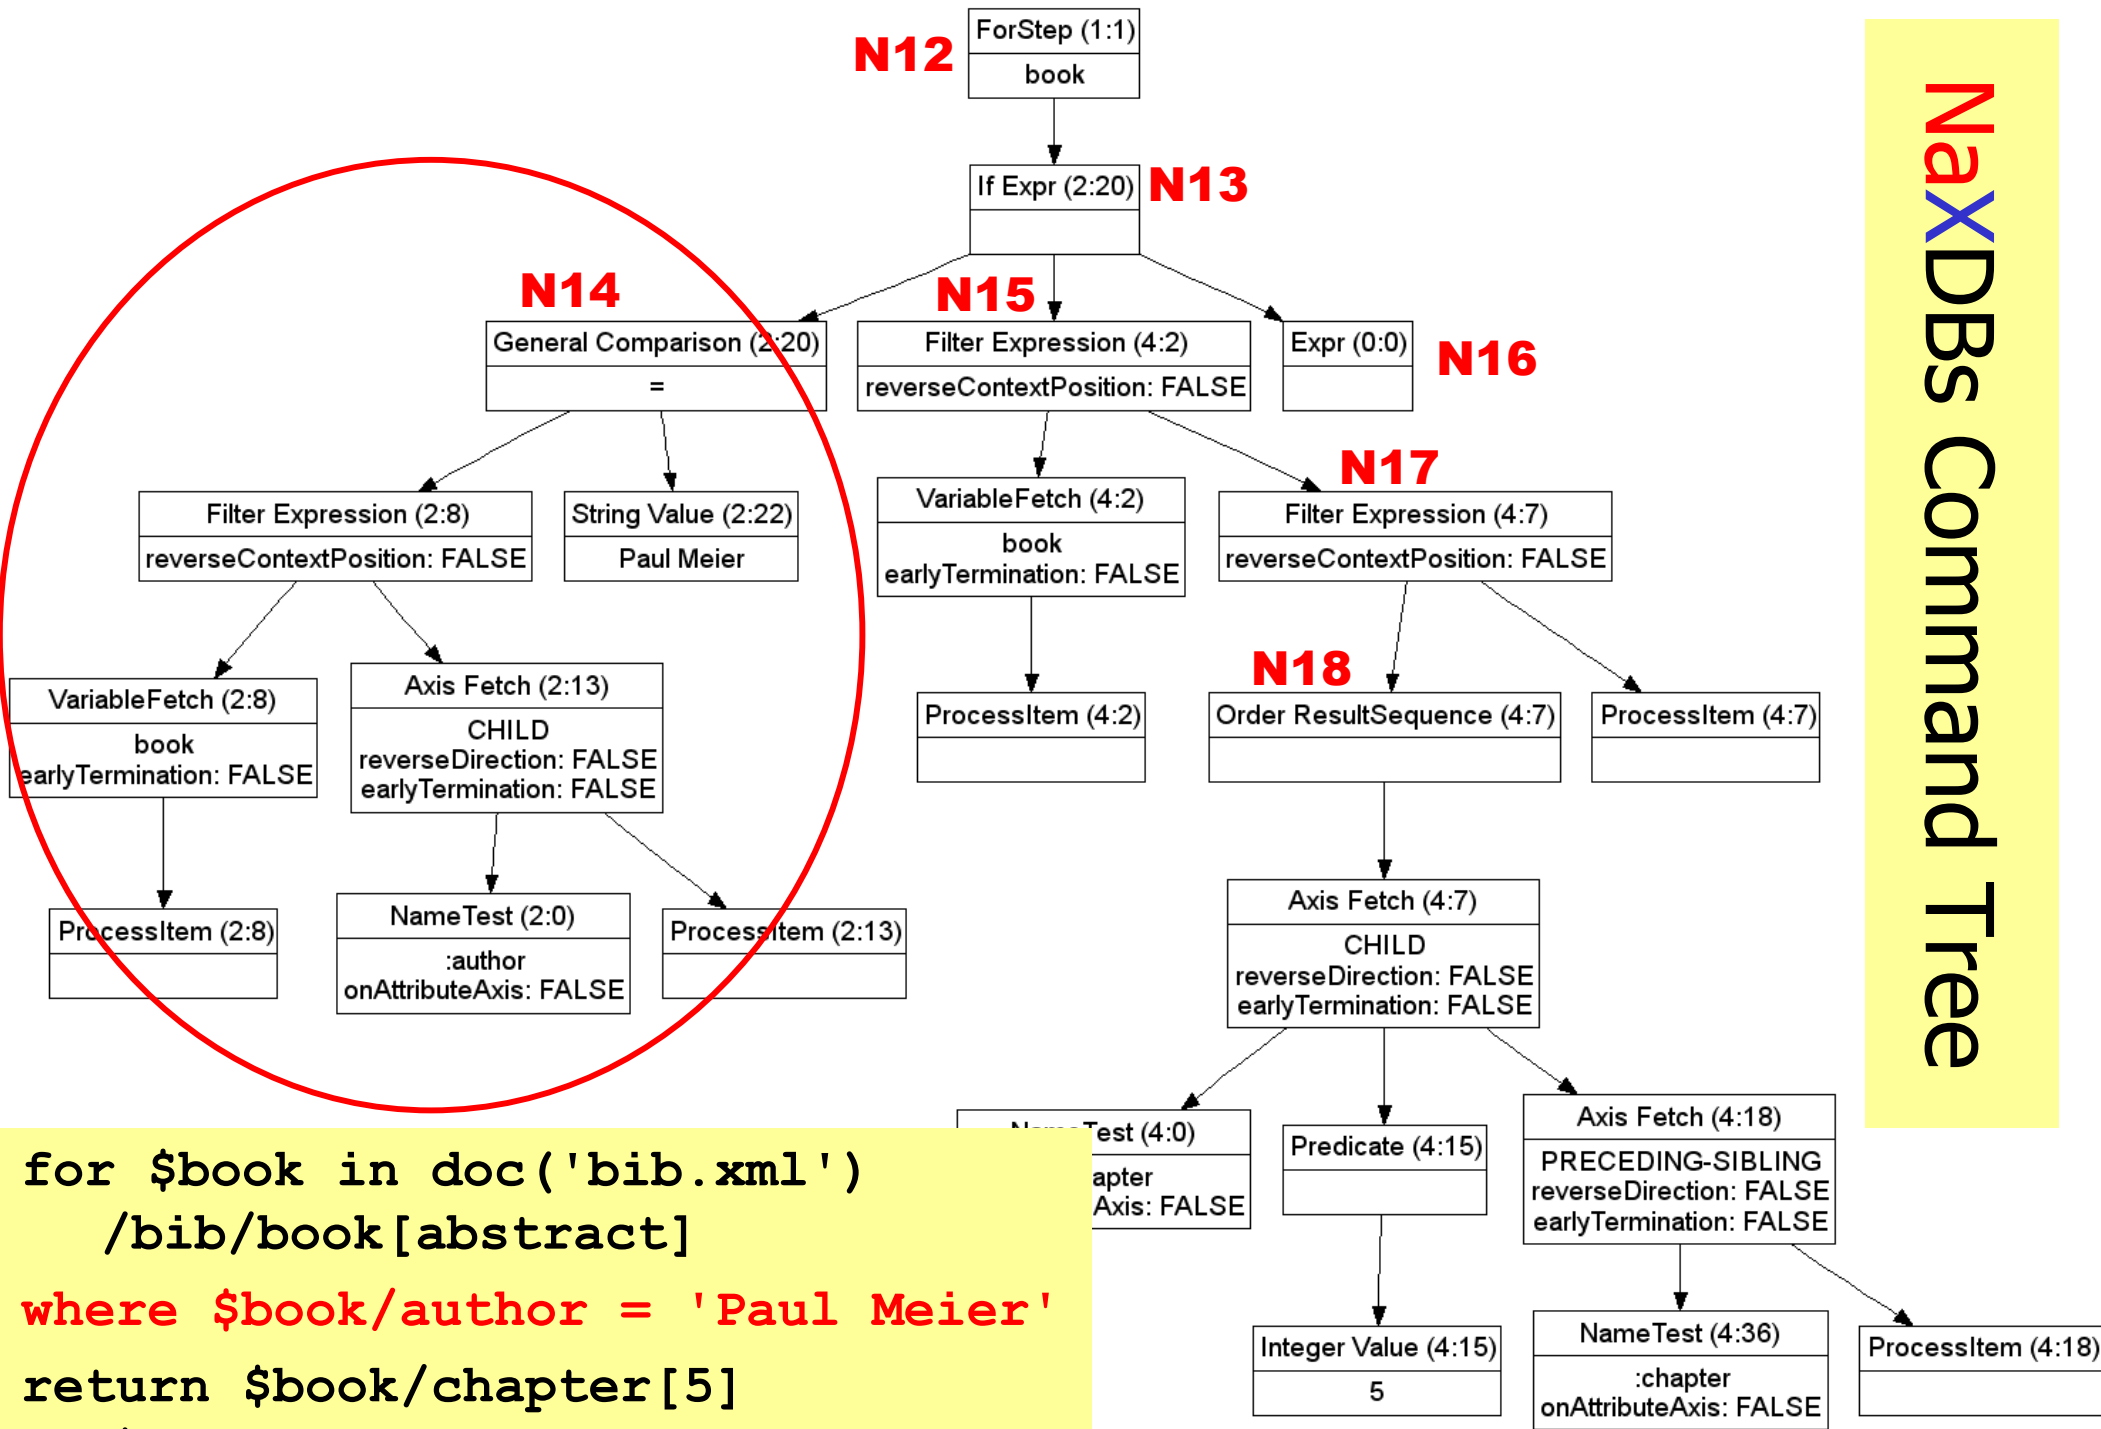 ForStep (1:1)
book
N12
If Expr (2:20)
N13
N14
General Comparison (2:20)
=
N15
Filter Expression (4:2)
reverseContextPosition: FALSE
Expr (0:0)
N16
Filter Expression (2:8)
reverseContextPosition: FALSE
String Value (2:22)
Paul Meier
VariableFetch (4:2)
book
earlyTermination: FALSE
N17
Filter Expression (4:7)
reverseContextPosition: FALSE
VariableFetch (2:8)
book
earlyTermination: FALSE
Axis Fetch (2:13)
CHILD
reverseDirection: FALSE
earlyTermination: FALSE
ProcessItem (4:2)
N18
Order ResultSequence (4:7)
ProcessItem (4:7)
ProcessItem (2:8)
NameTest (2:0)
:author
onAttributeAxis: FALSE
ProcessItem (2:13)
Axis Fetch (4:7)
CHILD
reverseDirection: FALSE
earlyTermination: FALSE
NameTest (4:0)
apter
Axis: FALSE
Predicate (4:15)
Axis Fetch (4:18)
PRECEDING-SIBLING
reverseDirection: FALSE
earlyTermination: FALSE
Integer Value (4:15)
5
NameTest (4:36)
:chapter
onAttributeAxis: FALSE
ProcessItem (4:18)
for $book in doc('bib.xml')
/bib/book[abstract]
where $book/author = 'Paul Meier'
return $book/chapter[5]
NaXDBs Command Tree